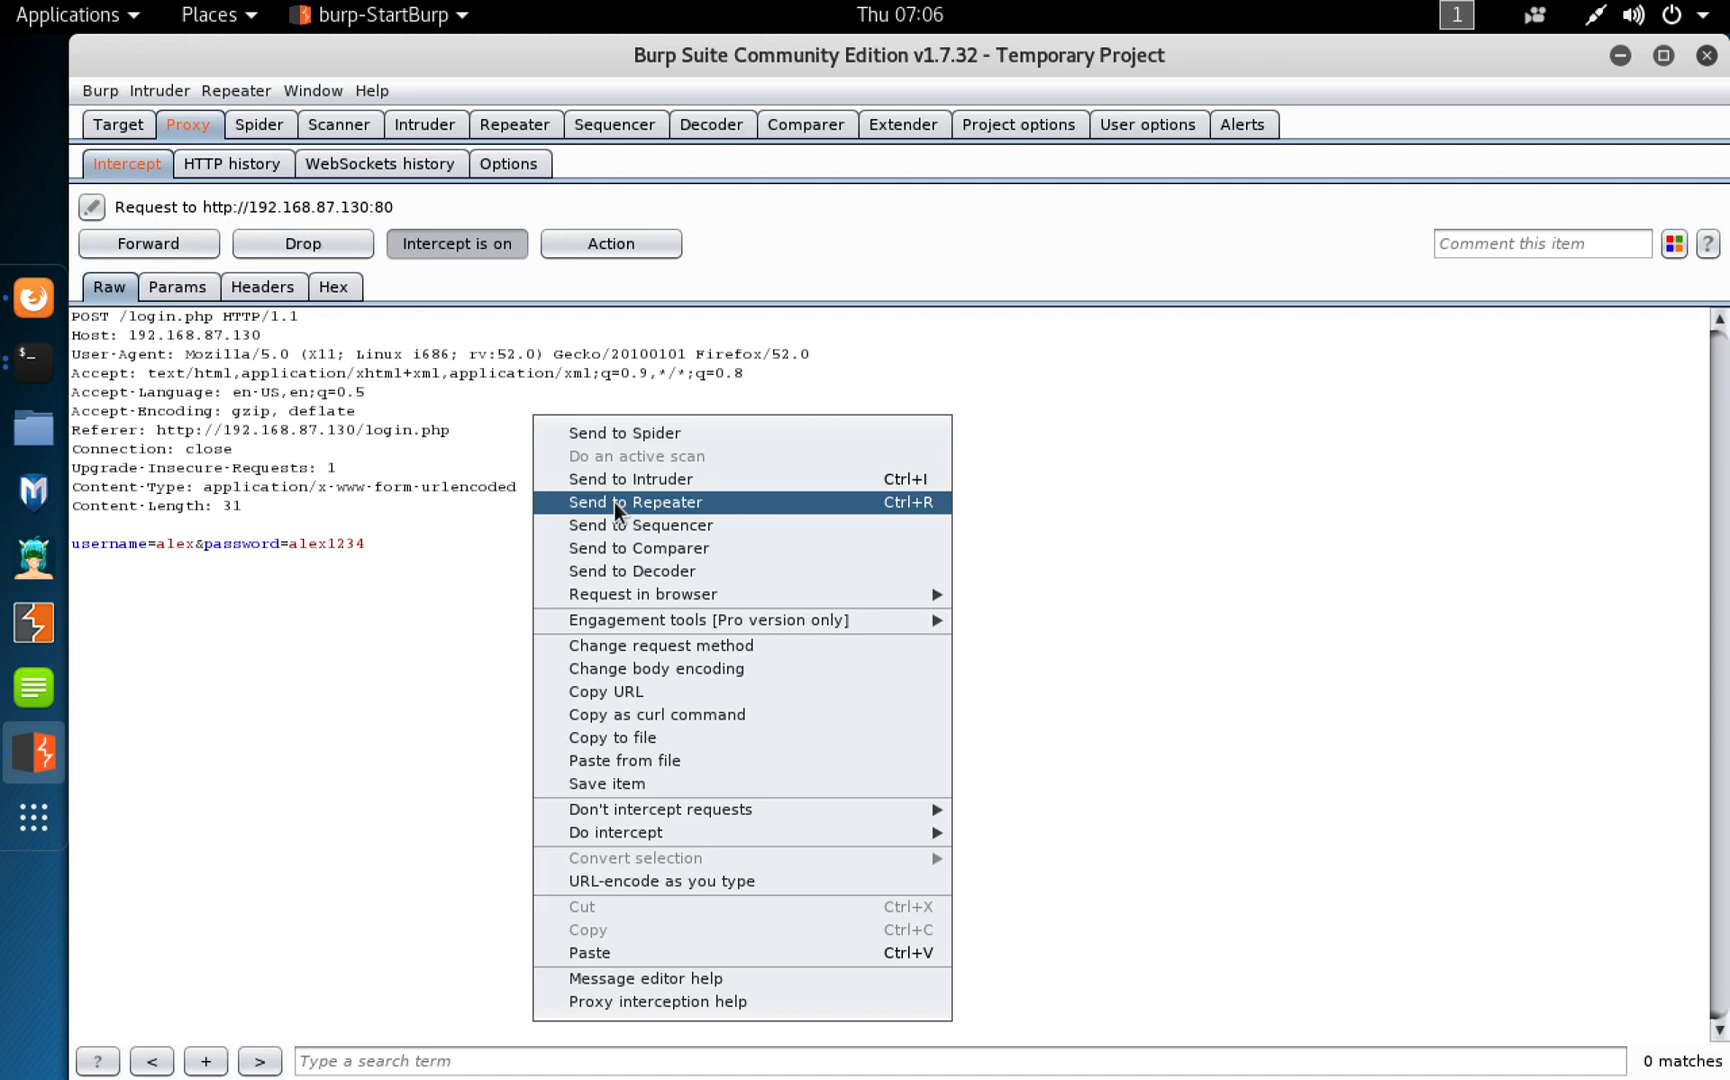 Applications Places burp-StartBurp Thu 07:06 1
Burp Suite Community Edition v1.7.32 - Temporary Project
Burp Intruder Repeater Window Help
Target Proxy Spider Scanner Intruder Repeater Sequencer Decoder Comparer Extender Project options User options Alerts
Intercept HTTP history WebSockets history Options
Request to http://192.168.87.130:80
Forward Drop Intercept is on Action Comment this item ?
Raw Params Headers Hex
POST /login.php HTTP/1.1
Host: 192.168.87.130
User-Agent: Mozilla/5.0 (X11; Linux i686; rv:52.0) Gecko/20100101 Firefox/52.0
Accept: text/html,application/xhtml+xml,application/xml;q=0.9,*/*;q=0.8
Accept-Language: en-US,en;q=0.5
Accept-Encoding: gzip, deflate
Referer: http://192.168.87.130/login.php
Connection: close
Upgrade-Insecure-Requests: 1
Content-Type: application/x-www-form-urlencoded
Content-Length: 31
username=alex&password=alex1234
Send to Spider
Do an active scan
Send to Intruder Ctrl+I
Send to Repeater Ctrl+R
Send to Sequencer
Send to Comparer
Send to Decoder
Request in browser
Engagement tools [Pro version only]
Change request method
Change body encoding
Copy URL
Copy as curl command
Copy to file
Paste from file
Save item
Don't intercept requests
Do intercept
Convert selection
URL-encode as you type
Cut Ctrl+X
Copy Ctrl+C
Paste Ctrl+V
Message editor help
Proxy interception help
? < + > Type a search term 0 matches